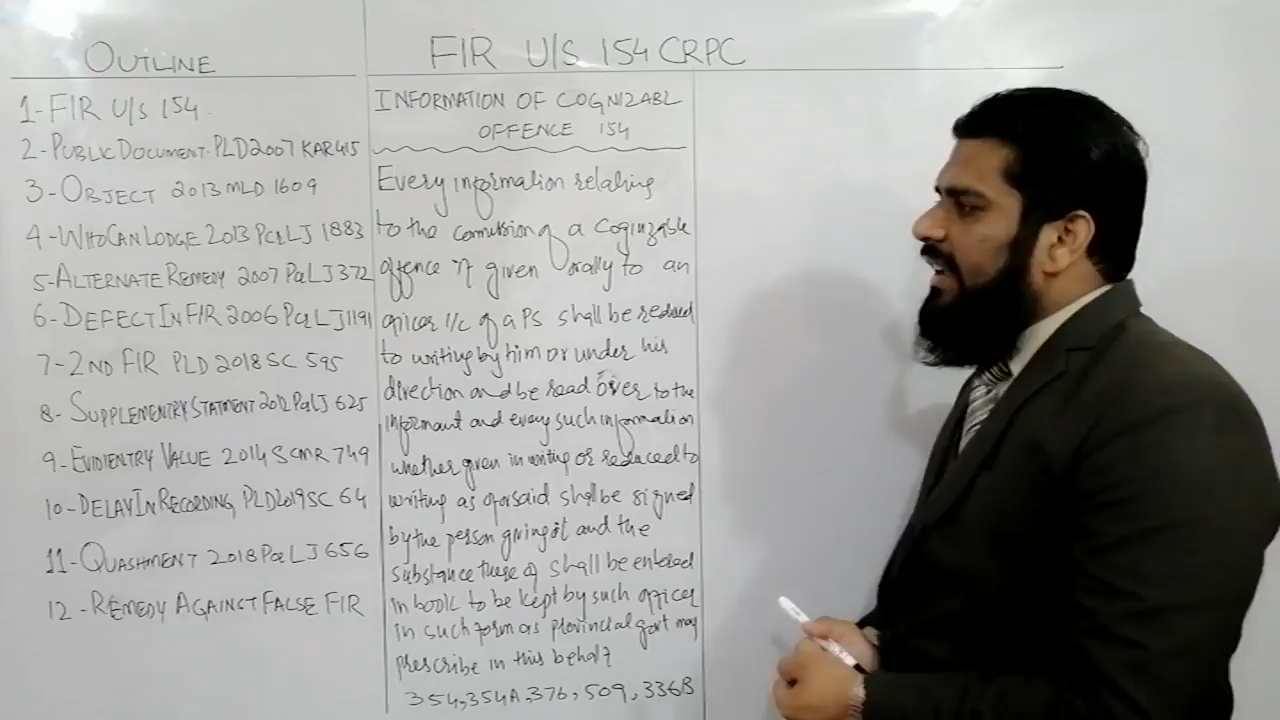 OUTLINE
1-FIR U/s 154.
2-PUBLIC DOCUMENT. PLD 2007 KAR 415
3-OBJECT 2013 MLD 1609
4-WHO CAN LODGE 2013 PCRLJ 1883
5-ALTERNATE REMEDY 2007 PCRLJ 372
6-DEFECT IN FIR 2006 PCRLJ 1191
7-2ND FIR PLD 2018 SC 595
8-SUPPLEMENTRY STATMENT 2012 PCRLJ 625
9-EVIDIENTRY VALUE 2014 SCMR 749
10-DELAY IN RECORDING, PLD 2019 SC 64
11-QUASHMENT 2018 PCRLJ 656
12-REMEDY AGAINST FALSE FIR
FIR U/S 154 CRPC
INFORMATION OF COGNIZABL
OFFENCE 154
Every information relating
to the commission of a Cognizable
offence if given orally to an
officer I/c of a PS shall be reduced
to writing by him or under his
direction and be read over to the
informant and every such information
whether given in writing or reduced to
writing as aforsaid shall be signed
by the person giving it and the
substance there of shall be entered
in book to be kept by such officer
in such form as provincial govt may
prescribe in this behalf
354, 354A, 376, 509, 336B